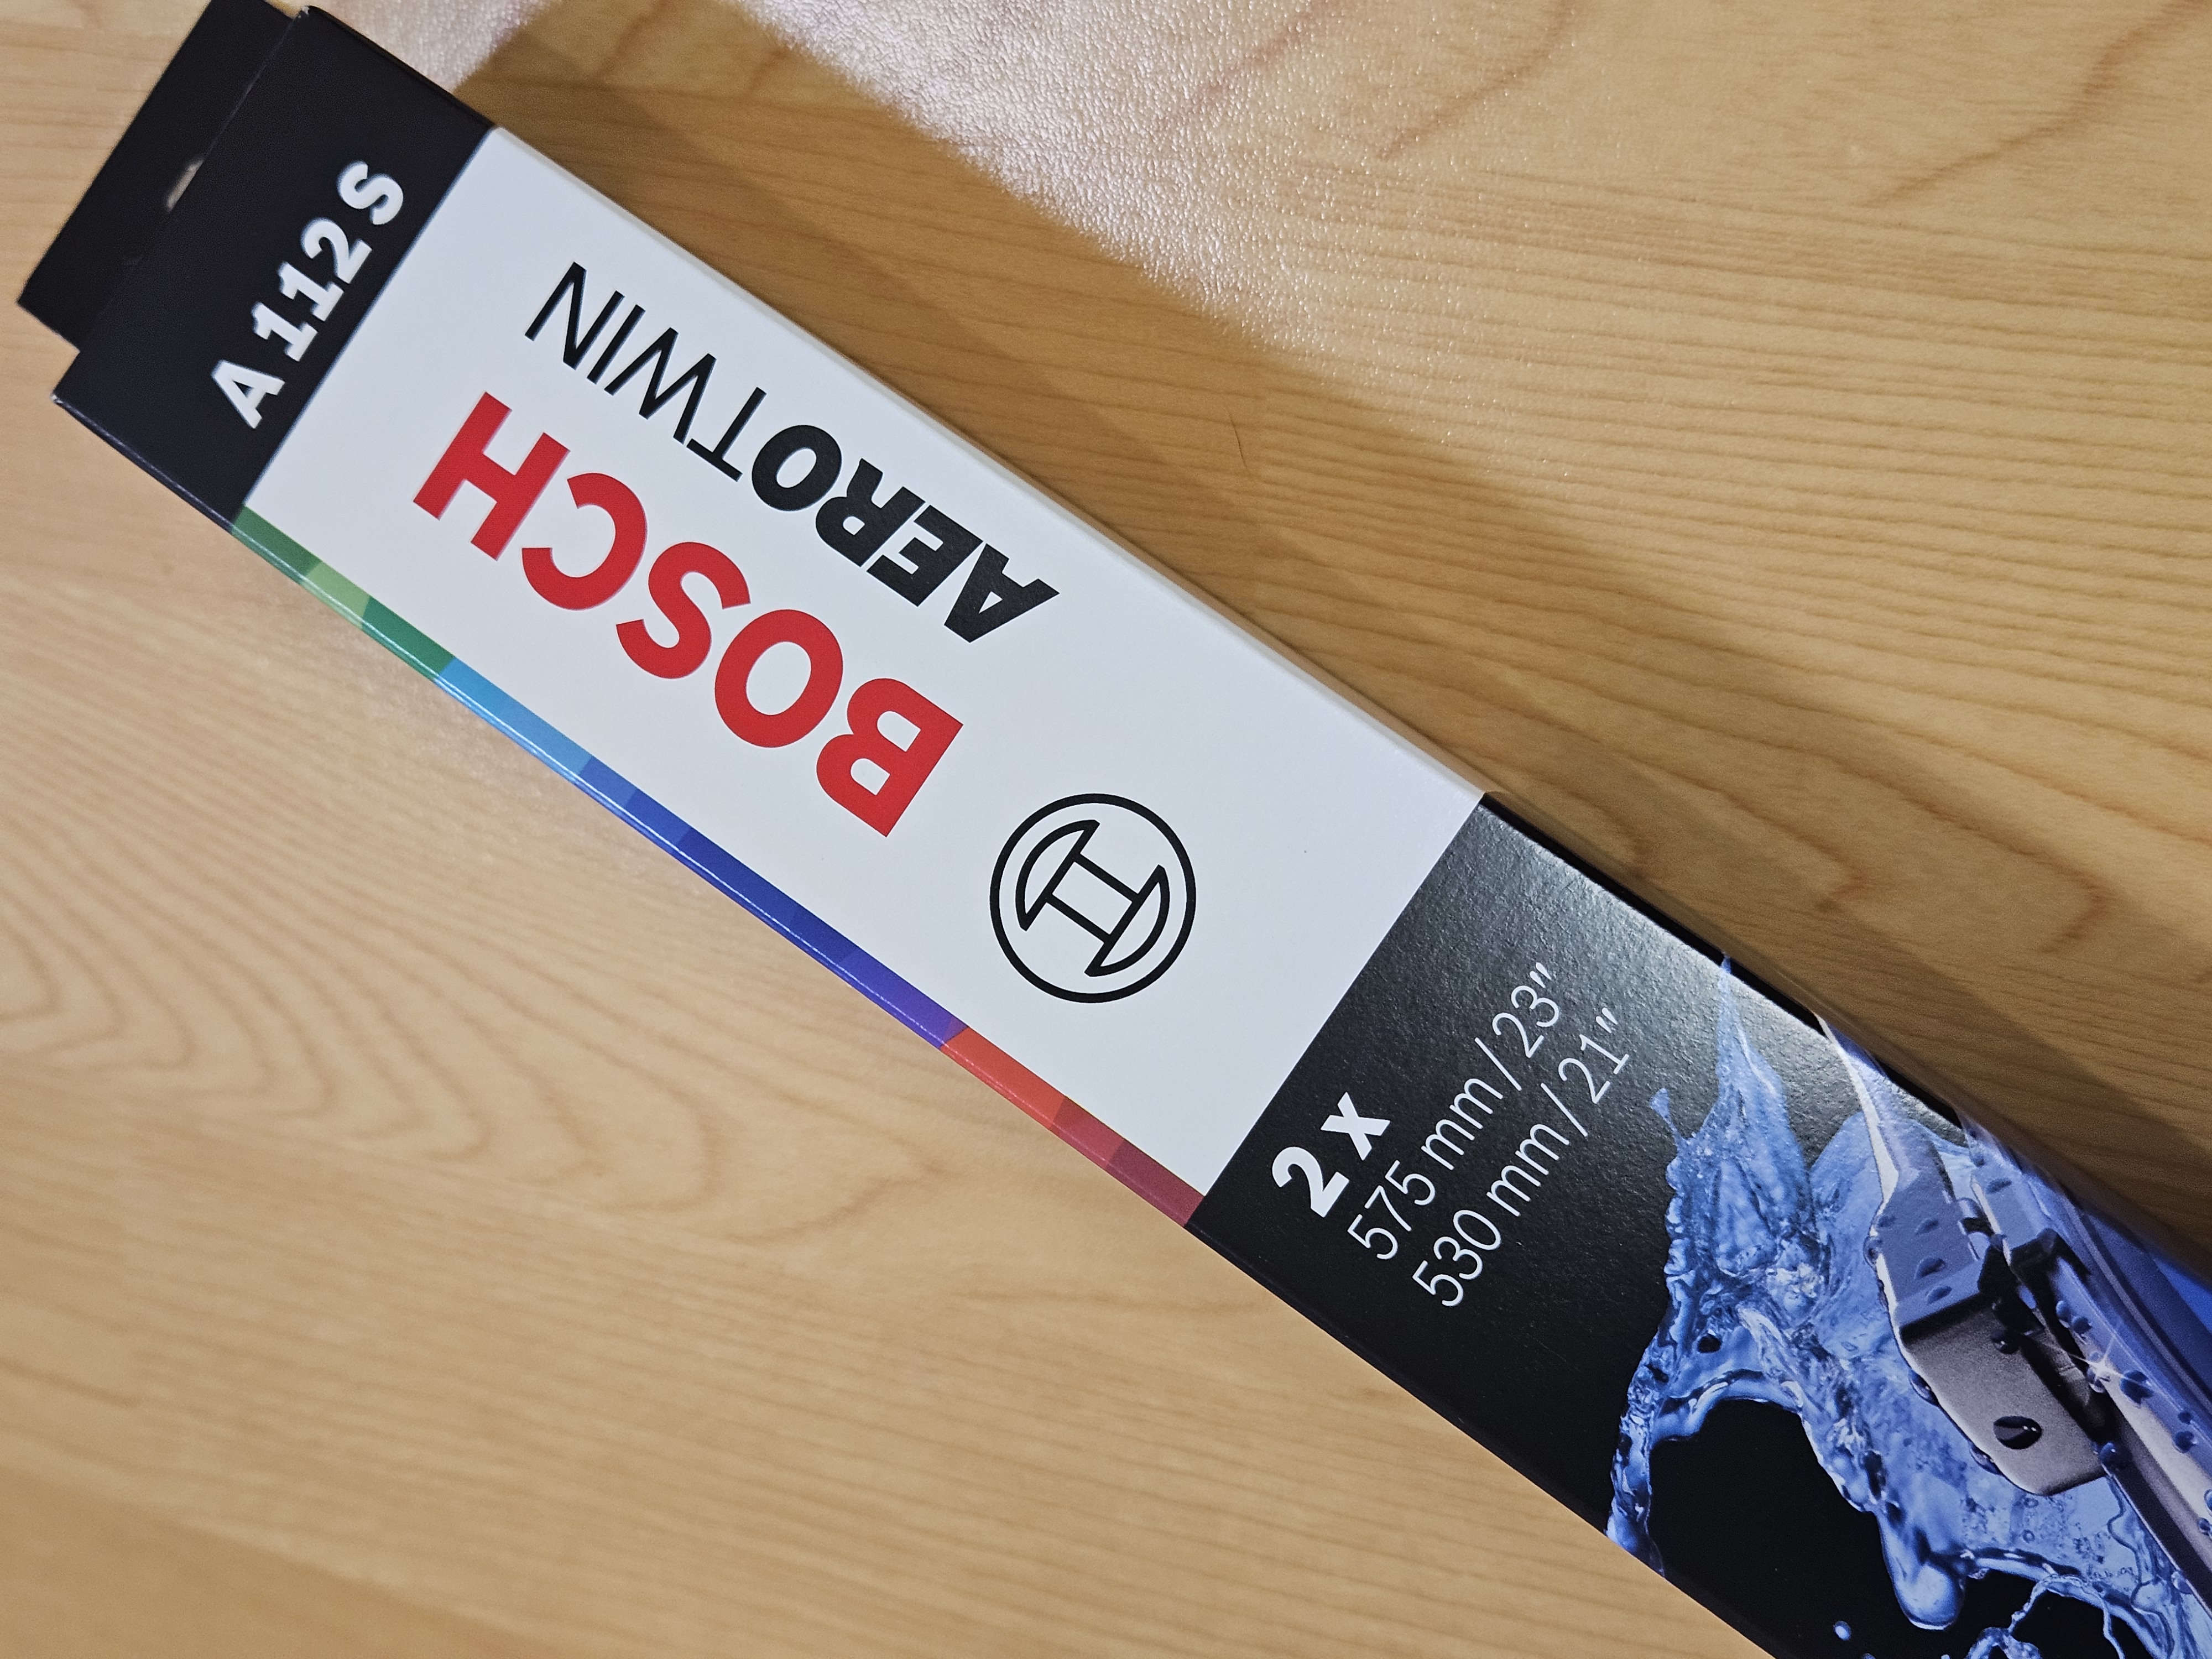 A 112 S
BOSCH
AEROTWIN
2 x
575 mm/23"
530 mm/21"